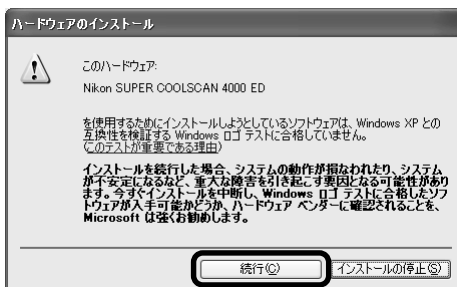 ハードウェアのインストール
このハードウェア:
Nikon SUPER COOLSCAN 4000 ED
を使用するためにインストールしようとしているソフトウェアは、Windows XP との
互換性を検証する Windows ロゴ テストに合格していません。
(このテストが重要である理由)
インストールを続行した場合、システムの動作が損なわれたり、システム
が不安定になるなど、重大な障害を引き起こす要因となる可能性があり
ます。今すぐインストールを中断し、Windows ロゴ テストに合格したソフ
トウェアが入手可能かどうか、ハードウェア ベンダーに確認されることを、
Microsoft は強くお勧めします。
続行(C) インストールの停止(S)